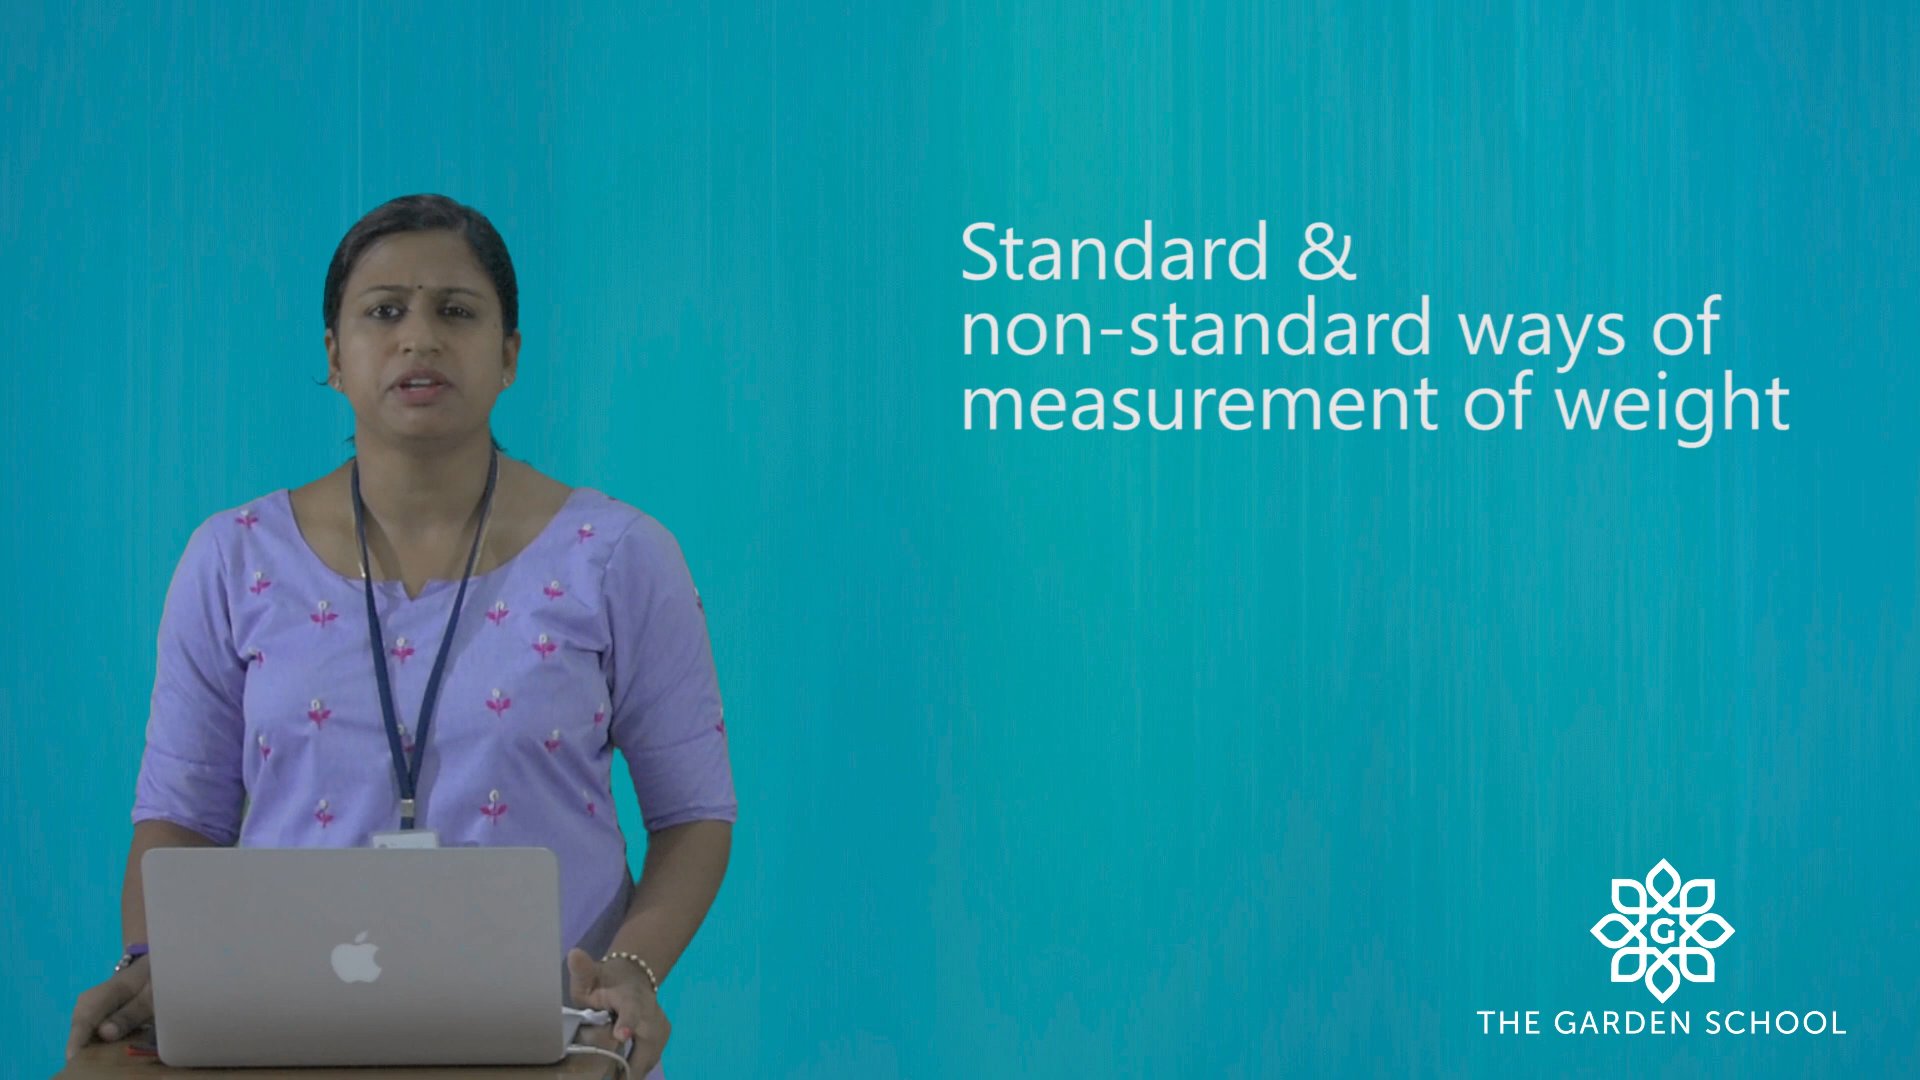 Standard &
non-standard ways of
measurement of weight
G
THE GARDEN SCHOOL